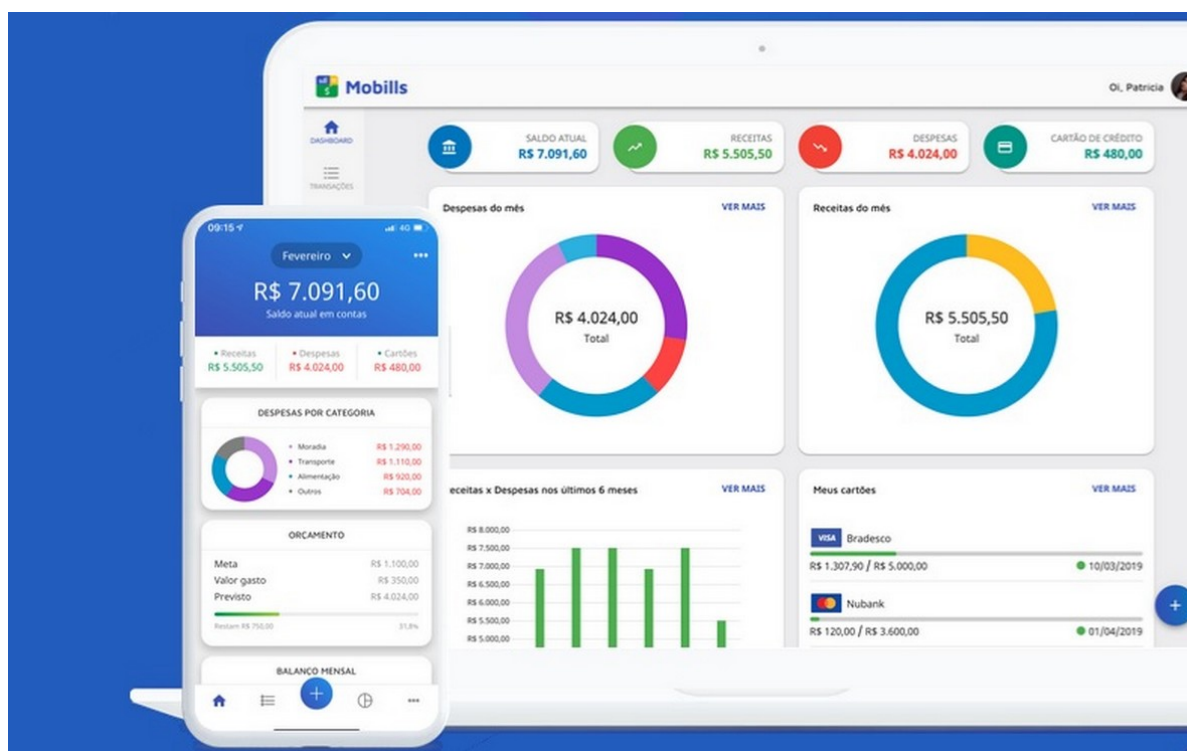 Mobills
Oi, Patricia
DASHBOARD
TRANSAÇÕES
SALDO ATUAL
R$ 7.091,60
RECEITAS
R$ 5.505,50
DESPESAS
R$ 4.024,00
CARTÃO DE CRÉDITO
R$ 480,00
Despesas do mês
VER MAIS
R$ 4.024,00
Total
Receitas do mês
VER MAIS
R$ 5.505,50
Total
eceitas x Despesas nos últimos 6 meses
VER MAIS
R$ 8.000,00
R$ 7.500,00
R$ 7.000,00
R$ 6.500,00
R$ 6.000,00
R$ 5.500,00
R$ 5.000,00
Meus cartões
VER MAIS
VISA Bradesco
R$ 1.307,90 / R$ 5.000,00 10/03/2019
Nubank
R$ 120,00 / R$ 3.600,00 01/04/2019
+
09:15 4G
Fevereiro
R$ 7.091,60
Saldo atual em contas
Receitas Despesas Cartões
R$ 5.505,50 R$ 4.024,00 R$ 480,00
DESPESAS POR CATEGORIA
Moradia R$ 1.290,00
Transporte R$ 1.110,00
Alimentação R$ 920,00
Outros R$ 704,00
ORÇAMENTO
Meta R$ 1.100,00
Valor gasto R$ 350,00
Previsto R$ 4.024,00
Restam R$ 750,00 31,8%
BALANÇO MENSAL
+